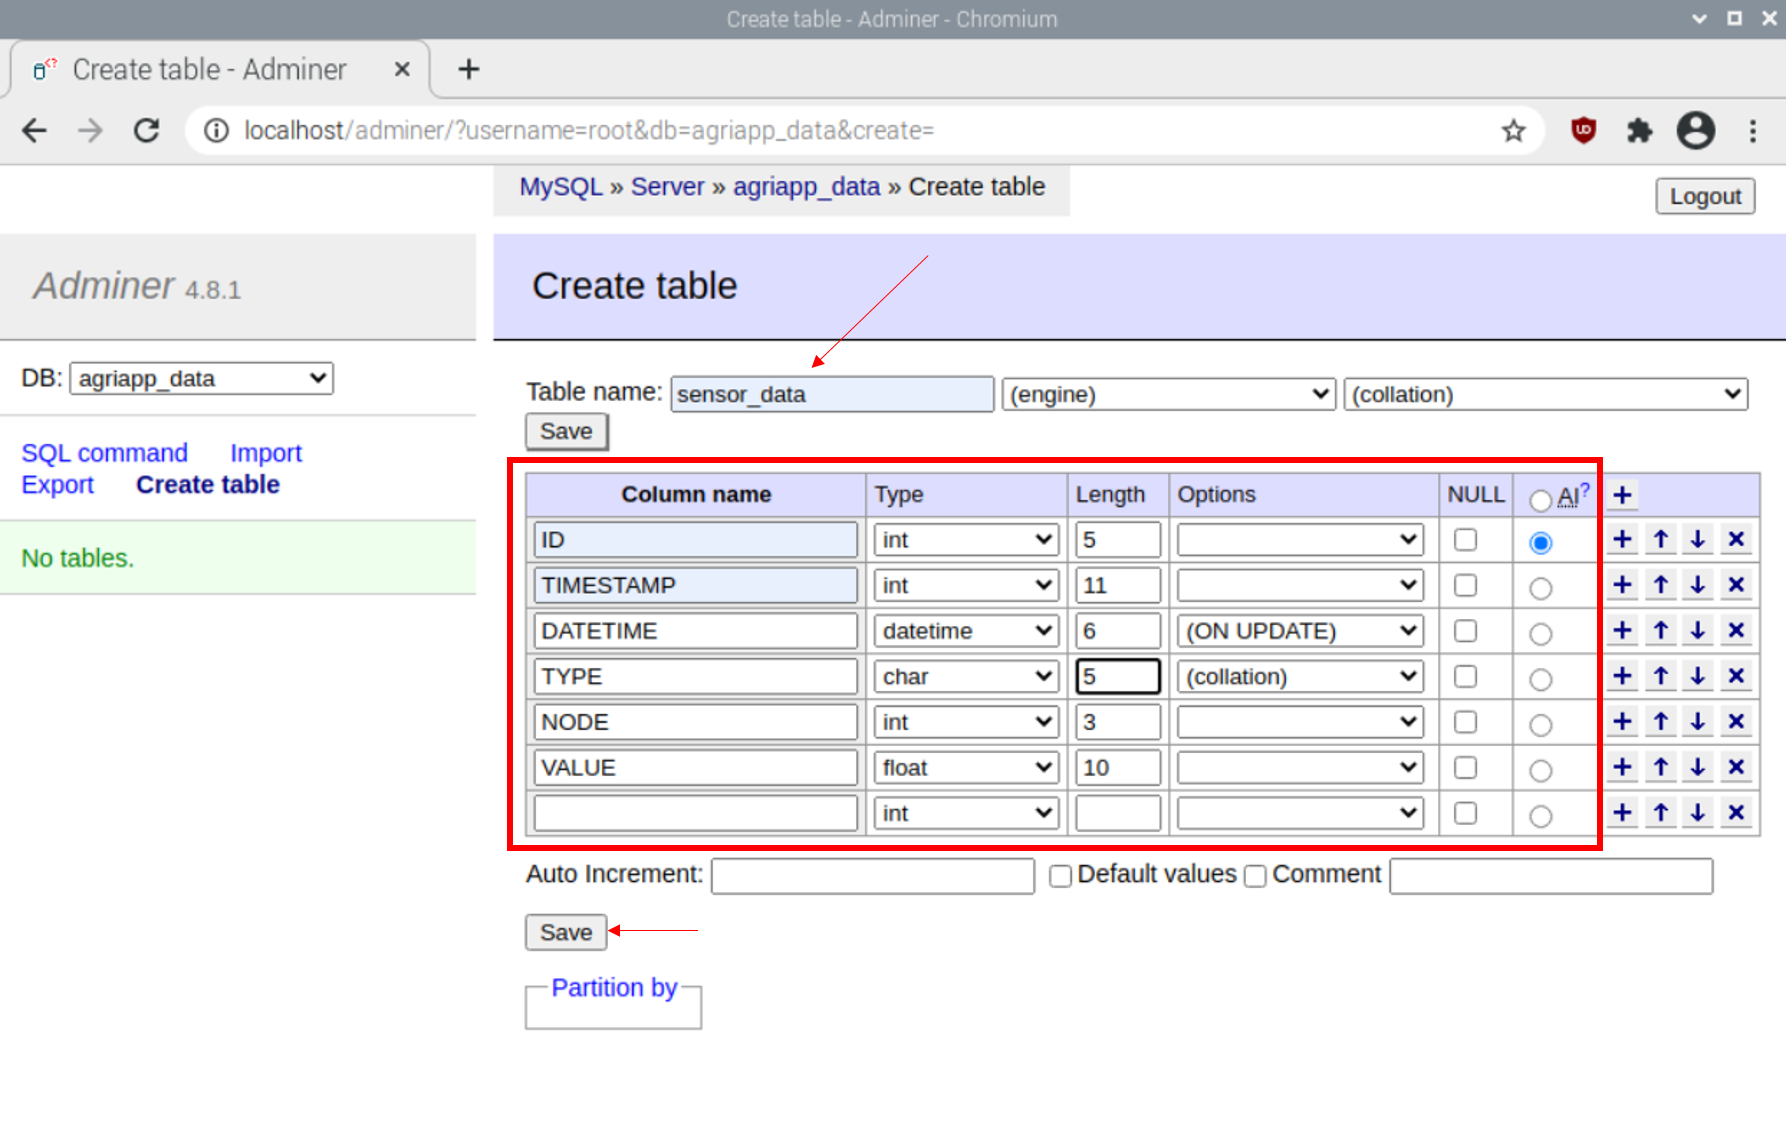 Create table - Adminer - Chromium
Create table - Adminer
localhost/adminer/?username=root&db=agriapp_data&create=
MySQL » Server » agriapp_data » Create table
Logout
Adminer 4.8.1
Create table
DB: agriapp_data
SQL command Import
Export Create table
No tables.
Table name: sensor_data (engine) (collation)
Save
Column name Type Length Options NULL AI?
ID int 5
TIMESTAMP int 11
DATETIME datetime 6 (ON UPDATE)
TYPE char 5 (collation)
NODE int 3
VALUE float 10
int
Auto Increment: Default values Comment
Save
Partition by